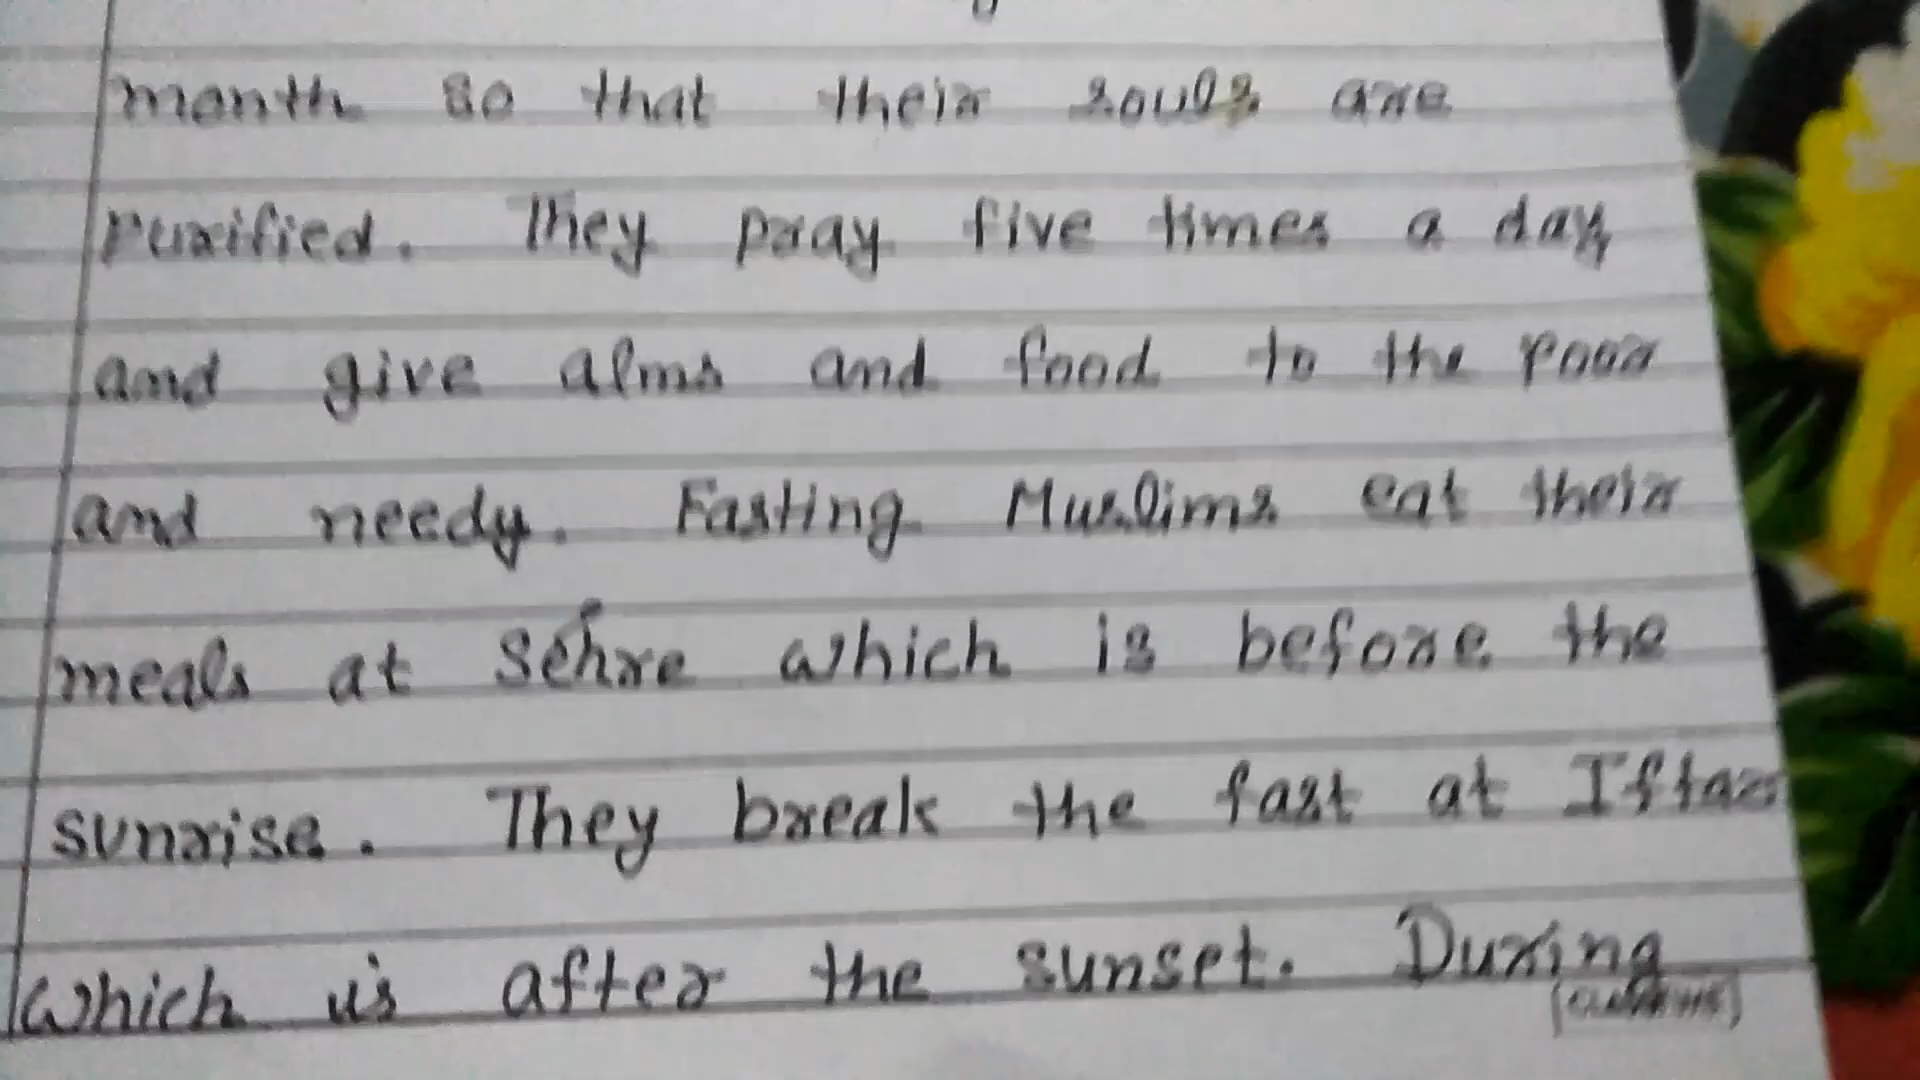 month so that their souls are
purified. They pray five times a day
and give alms and food to the poor
and needy. Fasting Muslims eat their
meals at Sehre which is before the
sunrise. They break the fast at Iftar
which is after the sunset. During